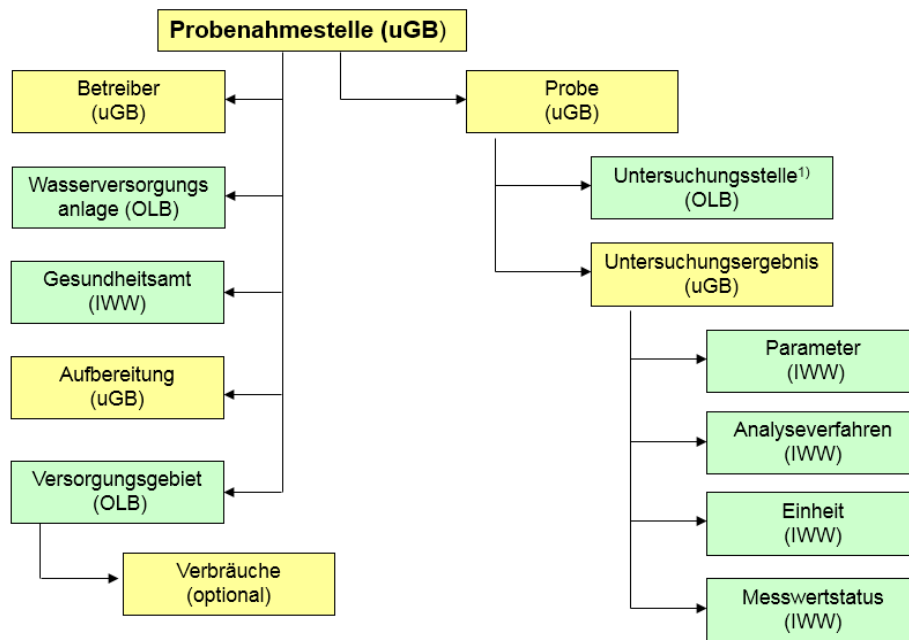 Probenahmestelle (uGB)
Betreiber
(uGB)
Wasserversorgungs
anlage (OLB)
Gesundheitsamt
(IWW)
Aufbereitung
(uGB)
Versorgungsgebiet
(OLB)
Verbräuche
(optional)
Probe
(uGB)
Untersuchungsstelle¹⁾
(OLB)
Untersuchungsergebnis
(uGB)
Parameter
(IWW)
Analyseverfahren
(IWW)
Einheit
(IWW)
Messwertstatus
(IWW)